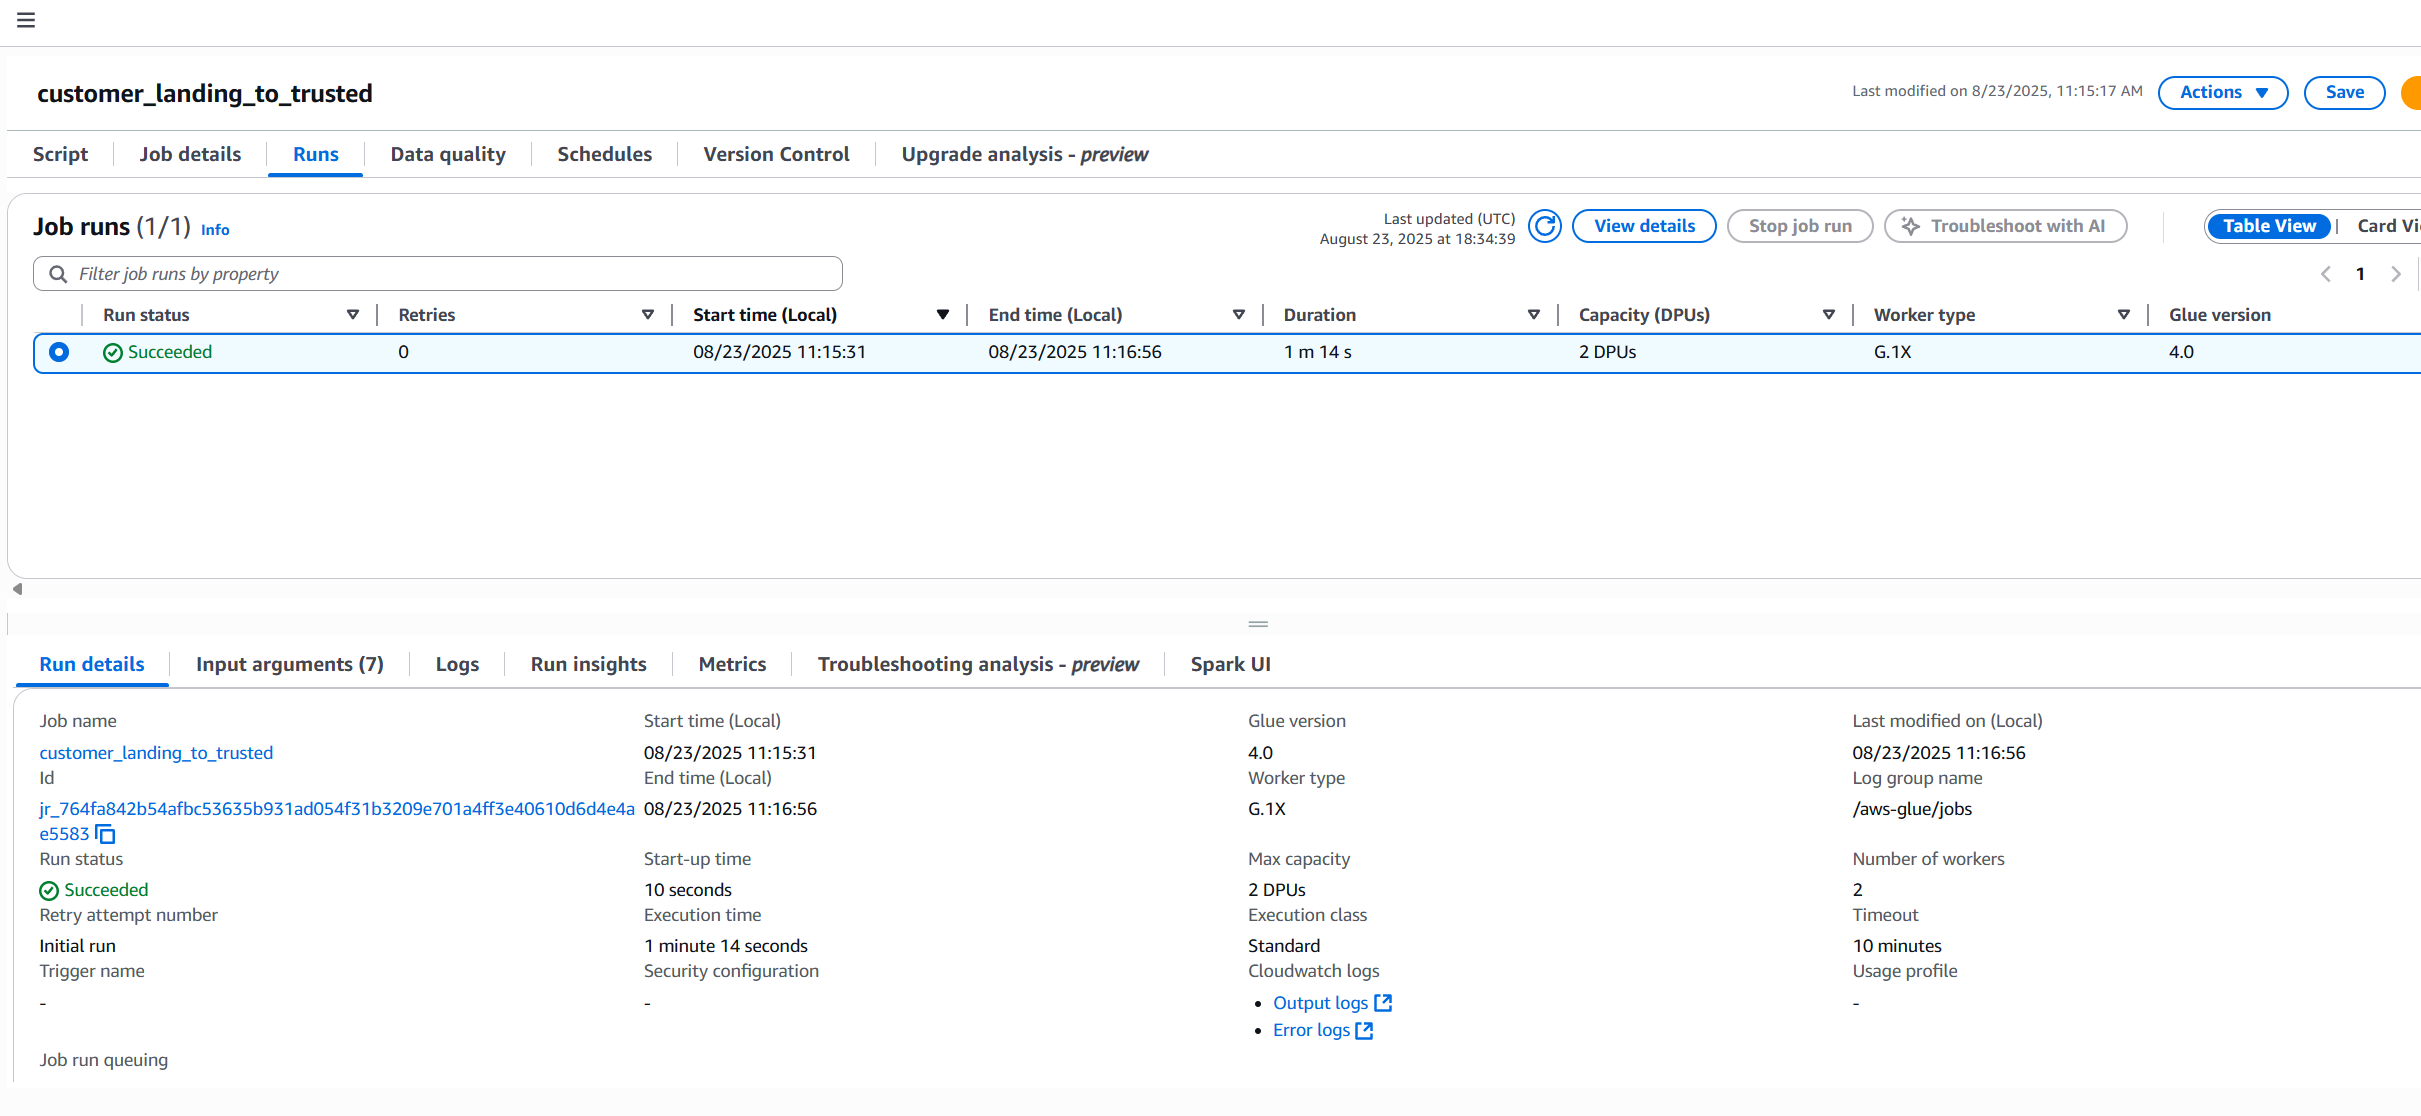 customer_landing_to_trusted
Last modified on 8/23/2025, 11:15:17 AM
Actions
Save
Script
Job details
Runs
Data quality
Schedules
Version Control
Upgrade analysis - preview
Job runs (1/1) Info
Last updated (UTC)
August 23, 2025 at 18:34:39
View details
Stop job run
Troubleshoot with AI
Table View
Card Vi
Filter job runs by property
1
Run status
Retries
Start time (Local)
End time (Local)
Duration
Capacity (DPUs)
Worker type
Glue version
Succeeded
0
08/23/2025 11:15:31
08/23/2025 11:16:56
1 m 14 s
2 DPUs
G.1X
4.0
Run details
Input arguments (7)
Logs
Run insights
Metrics
Troubleshooting analysis - preview
Spark UI
Job name
customer_landing_to_trusted
Id
jr_764fa842b54afbc53635b931ad054f31b3209e701a4ff3e40610d6d4e4a
e5583
Run status
Succeeded
Retry attempt number
Initial run
Trigger name
-
Job run queuing
Start time (Local)
08/23/2025 11:15:31
End time (Local)
08/23/2025 11:16:56
Start-up time
10 seconds
Execution time
1 minute 14 seconds
Security configuration
-
Glue version
4.0
Worker type
G.1X
Max capacity
2 DPUs
Execution class
Standard
Cloudwatch logs
• Output logs
• Error logs
Last modified on (Local)
08/23/2025 11:16:56
Log group name
/aws-glue/jobs
Number of workers
2
Timeout
10 minutes
Usage profile
-